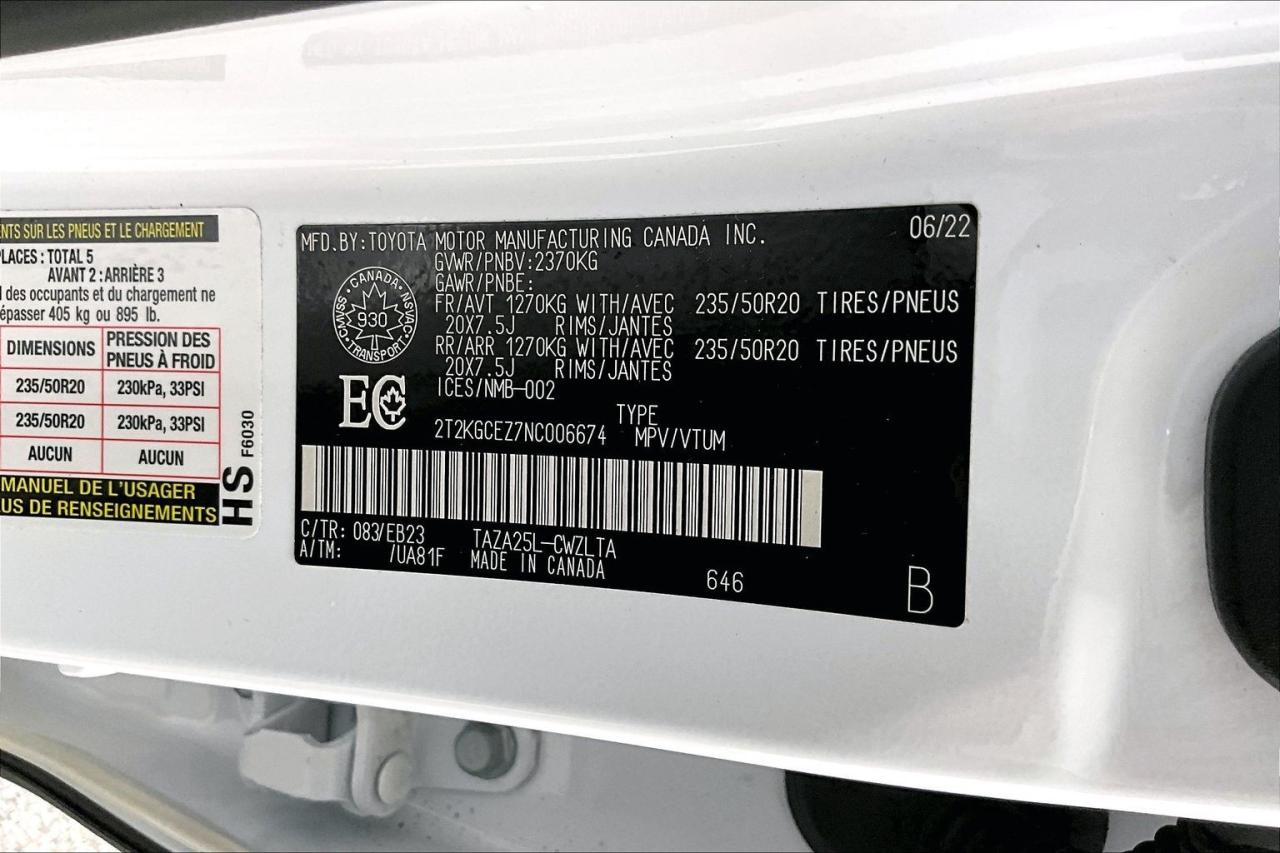 NTS SUR LES PNEUS ET LE CHARGEMENT
PLACES : TOTAL 5
AVANT 2 : ARRIÈRE 3
l des occupants et du chargement ne
épasser 405 kg ou 895 lb.
DIMENSIONS PRESSION DES PNEUS À FROID
235/50R20 230kPa, 33PSI
235/50R20 230kPa, 33PSI
AUCUN AUCUN
MANUEL DE L'USAGER
US DE RENSEIGNEMENTS
HS F6030
MFD.BY:TOYOTA MOTOR MANUFACTURING CANADA INC. 06/22
GVWR/PNBV:2370KG
GAWR/PNBE:
FR/AVT 1270KG WITH/AVEC 235/50R20 TIRES/PNEUS
20X7.5J RIMS/JANTES
RR/ARR 1270KG WITH/AVEC 235/50R20 TIRES/PNEUS
20X7.5J RIMS/JANTES
ICES/NMB-002
CANADA
CMVSS 930 NSVAC
TRANSPORT
EC
TYPE
2T2KGCEZ7NC006674 MPV/VTUM
C/TR: 083/EB23 TAZA25L-CWZLTA
A/TM: /UA81F MADE IN CANADA
646
B